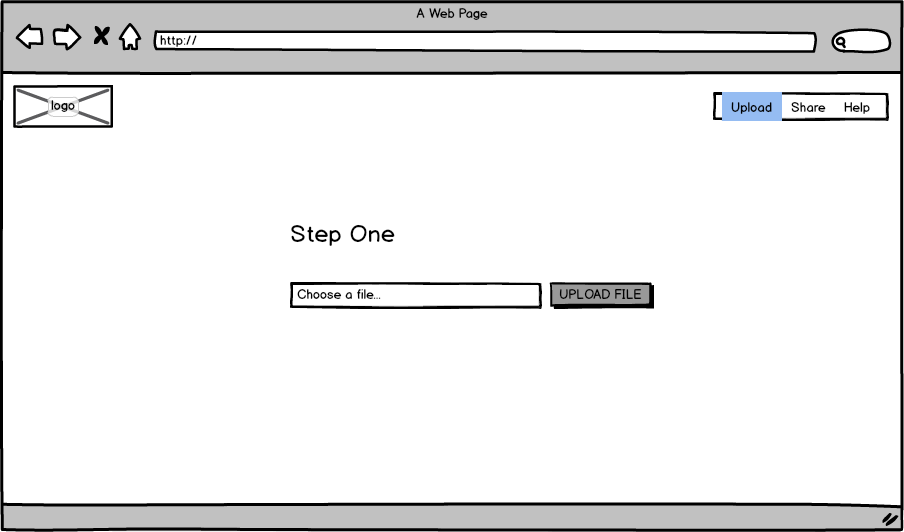 A Web Page
http://
logo
Upload Share Help
Step One
Choose a file...
UPLOAD FILE